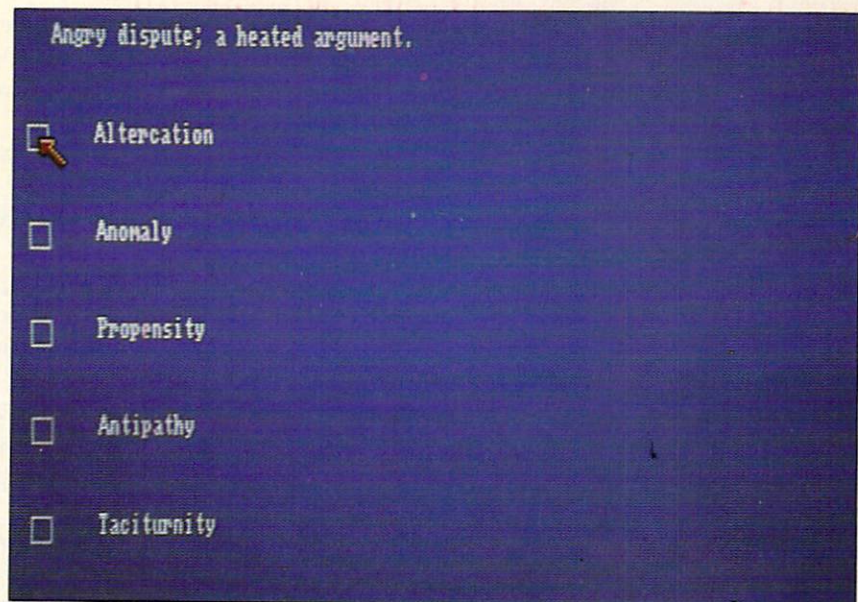 Angry dispute; a heated argument.
Altercation
Anomaly
Propensity
Antipathy
Taciturnity